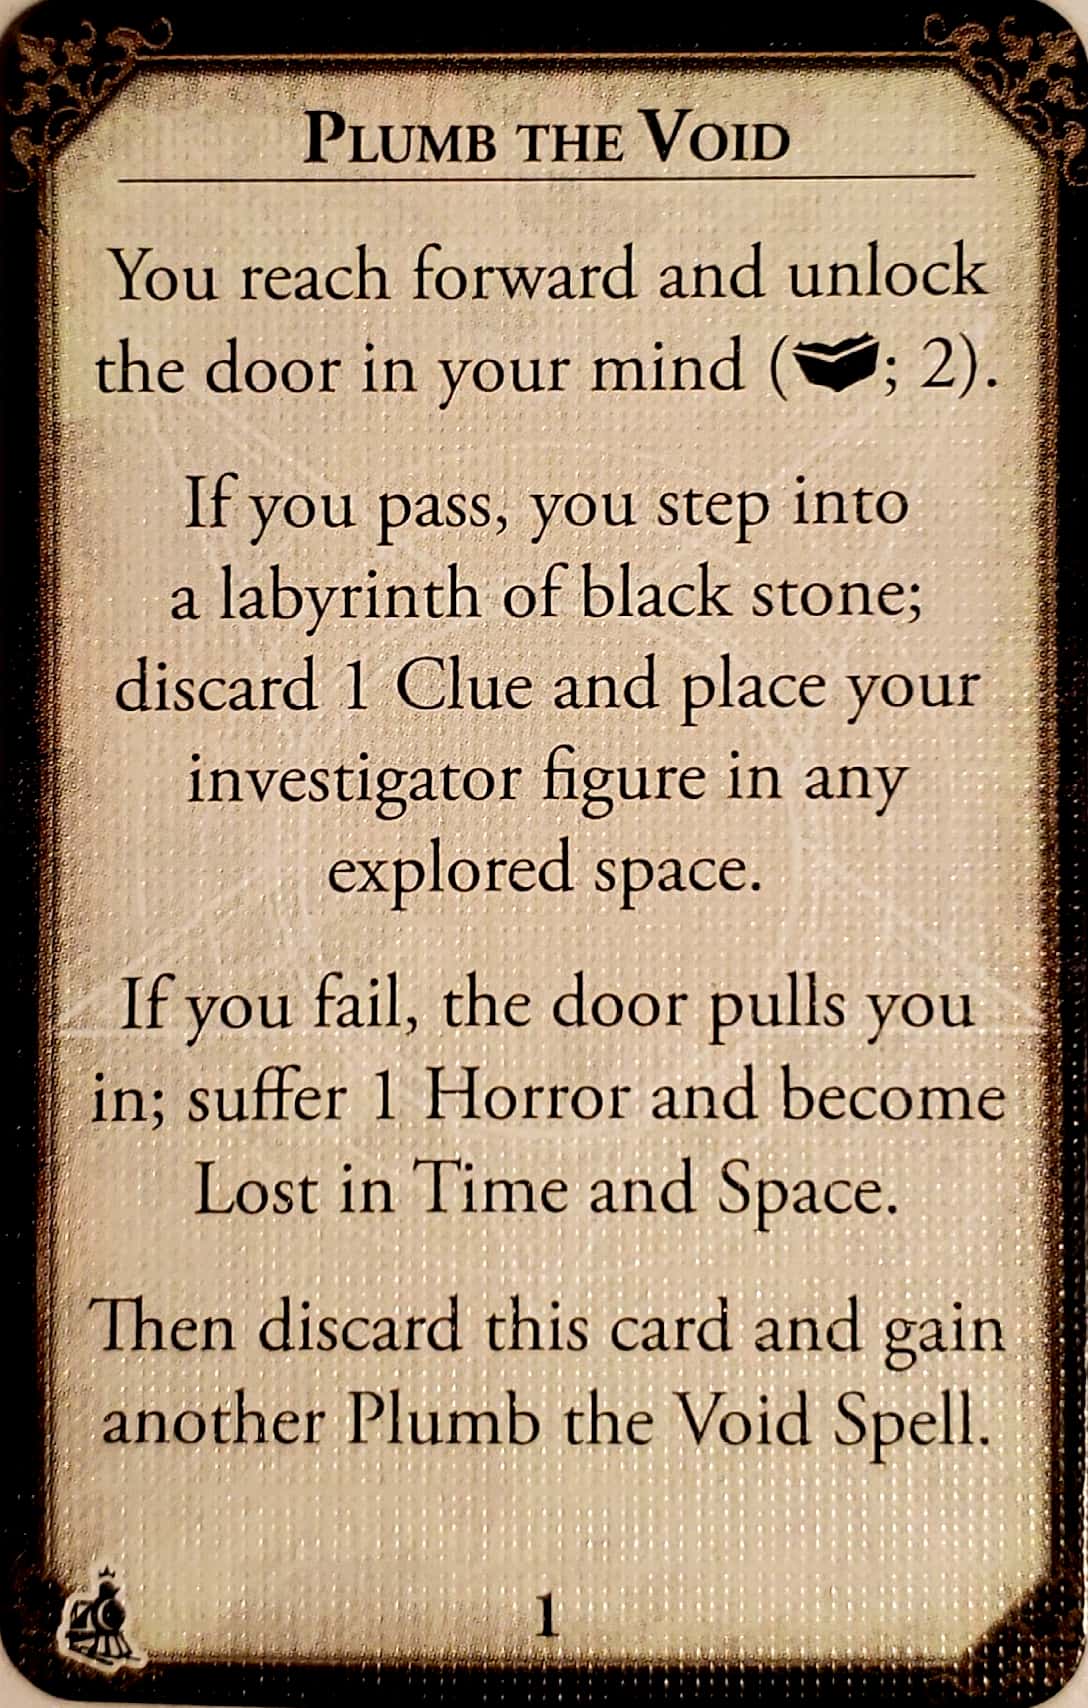 PLUMB THE VOID
You reach forward and unlock
the door in your mind ( ; 2).
If you pass, you step into
a labyrinth of black stone;
discard 1 Clue and place your
investigator figure in any
explored space.
If you fail, the door pulls you
in; suffer 1 Horror and become
Lost in Time and Space.
Then discard this card and gain
another Plumb the Void Spell.
1